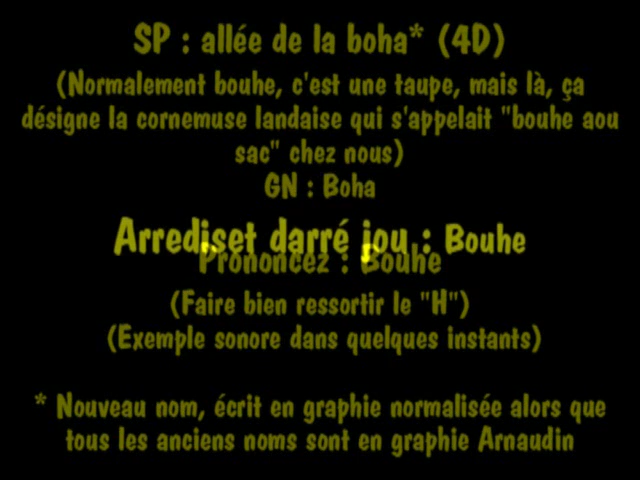 SP : allée de la boha* (4D)
(Normalement bouhe, c'est une taupe, mais là, ça
désigne la cornemuse landaise qui s'appelait "bouhe aou
sac" chez nous)
GN : Boha
Arrediset darré jou : Bouhe
Prononcez : Bouhe
(Faire bien ressortir le "H")
(Exemple sonore dans quelques instants)
* Nouveau nom, écrit en graphie normalisée alors que
tous les anciens noms sont en graphie Arnaudin